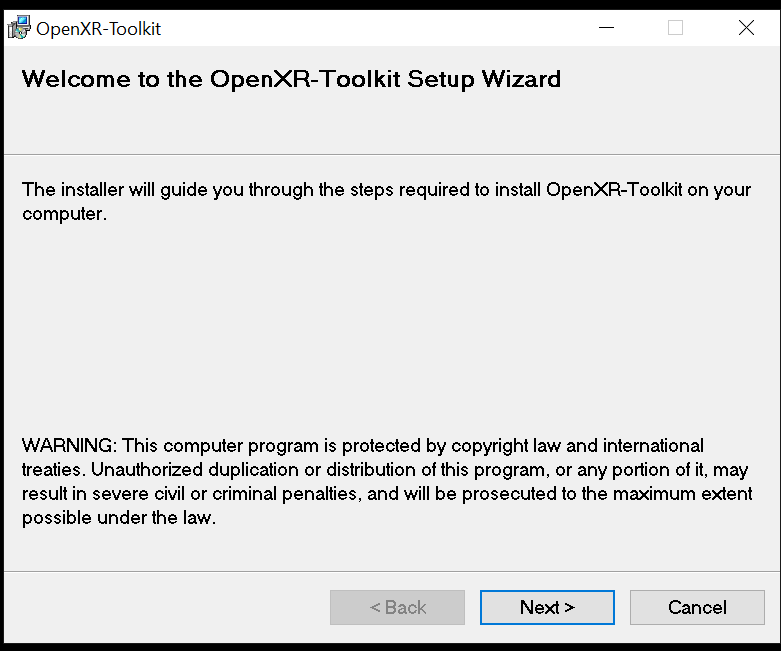 OpenXR-Toolkit
Welcome to the OpenXR-Toolkit Setup Wizard
The installer will guide you through the steps required to install OpenXR-Toolkit on your
computer.
WARNING: This computer program is protected by copyright law and international
treaties. Unauthorized duplication or distribution of this program, or any portion of it, may
result in severe civil or criminal penalties, and will be prosecuted to the maximum extent
possible under the law.
< Back Next > Cancel